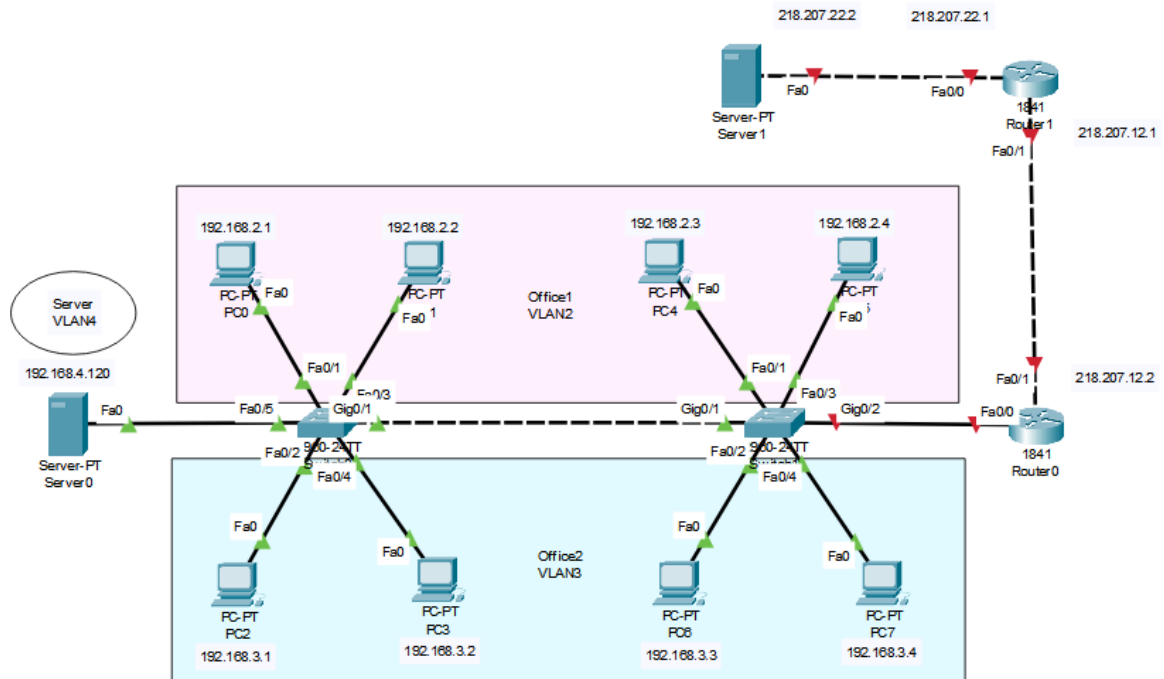 218.207.22.2
218.207.22.1
Fa0
Fa0/0
Server-PT
Server1
1841
Router1
218.207.12.1
Fa0/1
192.168.2.1
192.168.2.2
192.168.2.3
192.168.2.4
PC-PT
PC0
Fa0
PC-PT
1
Fa0
Office1
VLAN2
PC-PT
PC4
Fa0
PC-PT
Fa0
Server
VLAN4
192.168.4.120
Fa0/1
Fa0/3
Fa0/1
Fa0/3
Fa0/1
218.207.12.2
Fa0
Fa0/5
Gig0/1
Gig0/1
Gig0/2
Fa0/0
Server-PT
Server0
Fa0/2
Fa0/4
Fa0/2
Fa0/4
1841
Router0
Fa0
Fa0
Office2
VLAN3
Fa0
Fa0
PC-PT
PC2
192.168.3.1
PC-PT
PC3
192.168.3.2
PC-PT
PC6
192.168.3.3
PC-PT
PC7
192.168.3.4